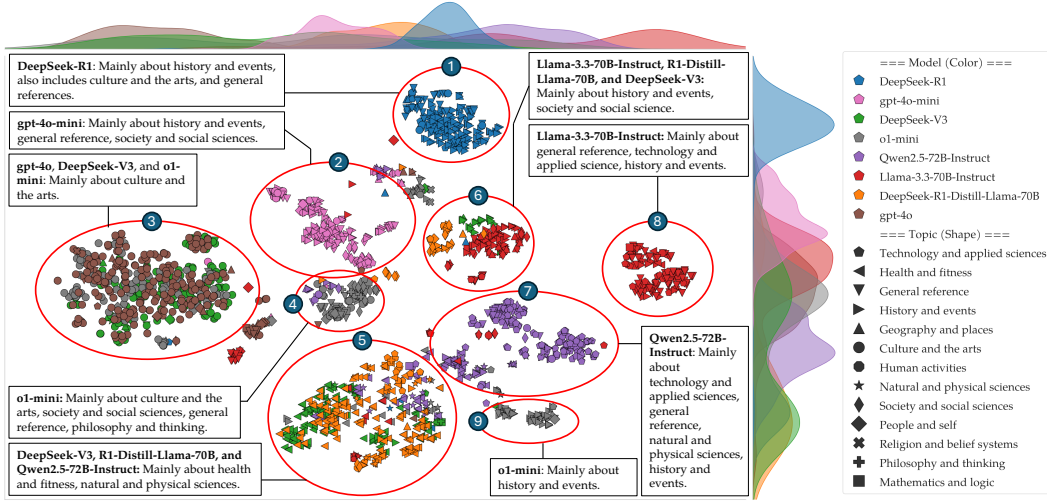 DeepSeek-R1: Mainly about history and events,
also includes culture and the arts, and general
references.
gpt-4o-mini: Mainly about history and events,
general reference, society and social sciences.
gpt-4o, DeepSeek-V3, and o1-
mini: Mainly about culture and
the arts.
Llama-3.3-70B-Instruct, R1-Distill-
Llama-70B, and DeepSeek-V3:
Mainly about history and events,
society and social science.
Llama-3.3-70B-Instruct: Mainly about
general reference, technology and
applied science, history and events.
1
2
3
4
5
6
7
8
9
o1-mini: Mainly about culture and the
arts, society and social sciences, general
reference, philosophy and thinking.
DeepSeek-V3, R1-Distill-Llama-70B, and
Qwen2.5-72B-Instruct: Mainly about health
and fitness, natural and physical sciences.
o1-mini: Mainly about
history and events.
Qwen2.5-72B-
Instruct: Mainly
about
technology and
applied sciences,
general
reference,
natural and
physical sciences,
history and
events.
=== Model (Color) ===
DeepSeek-R1
gpt-4o-mini
DeepSeek-V3
o1-mini
Qwen2.5-72B-Instruct
Llama-3.3-70B-Instruct
DeepSeek-R1-Distill-Llama-70B
gpt-4o
=== Topic (Shape) ===
Technology and applied sciences
Health and fitness
General reference
History and events
Geography and places
Culture and the arts
Human activities
Natural and physical sciences
Society and social sciences
People and self
Religion and belief systems
Philosophy and thinking
Mathematics and logic